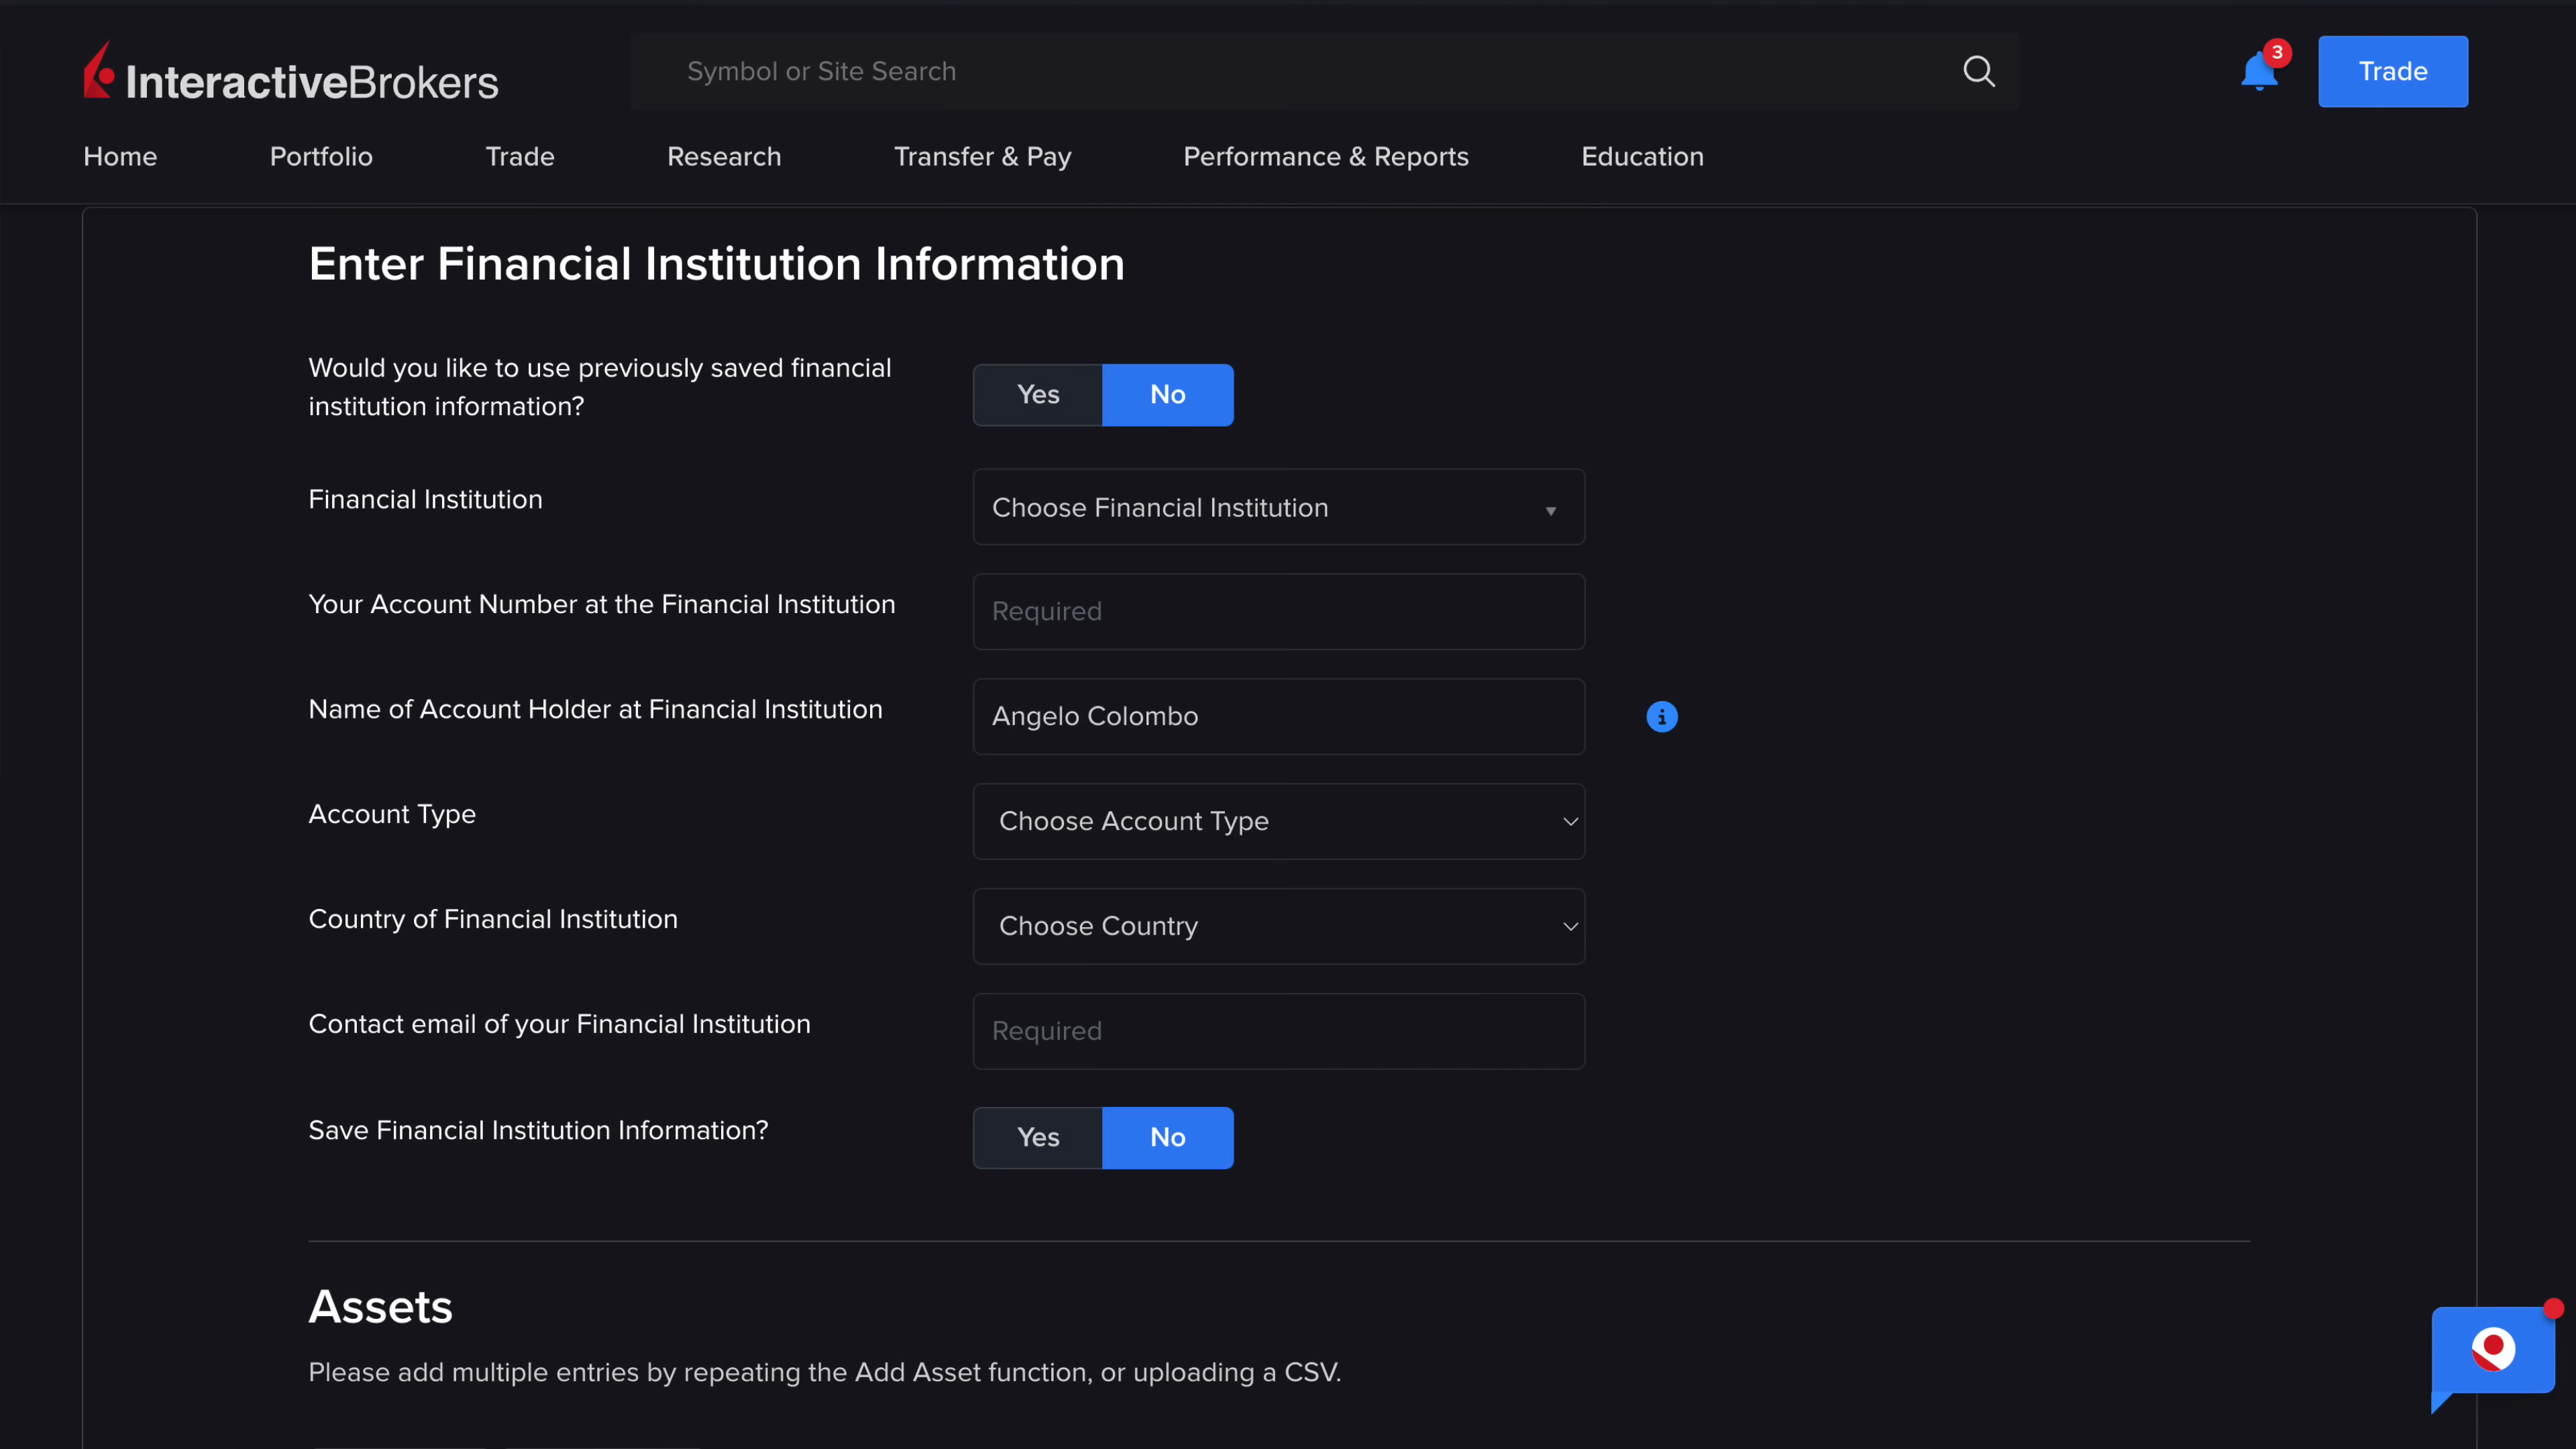 InteractiveBrokers
Symbol or Site Search
3
Trade
Home Portfolio Trade Research Transfer & Pay Performance & Reports Education
Enter Financial Institution Information
Would you like to use previously saved financial
institution information?
Yes No
Financial Institution
Choose Financial Institution
Your Account Number at the Financial Institution
Required
Name of Account Holder at Financial Institution
Angelo Colombo
Account Type
Choose Account Type
Country of Financial Institution
Choose Country
Contact email of your Financial Institution
Required
Save Financial Institution Information?
Yes No
Assets
Please add multiple entries by repeating the Add Asset function, or uploading a CSV.